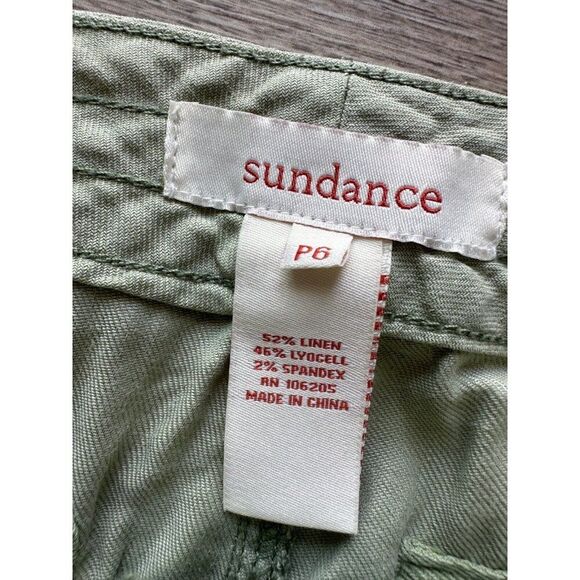 sundance
P6
52% LINEN
46% LYOCELL
2% SPANDEX
RN 106205
MADE IN CHINA